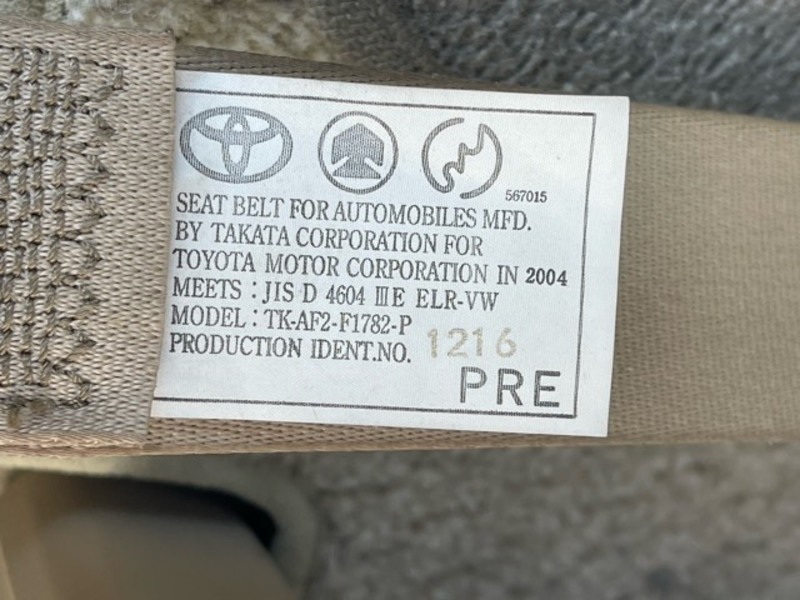 567015
SEAT BELT FOR AUTOMOBILES MFD.
BY TAKATA CORPORATION FOR
TOYOTA MOTOR CORPORATION IN 2004
MEETS : JIS D 4604 ⅢE ELR-VW
MODEL : TK-AF2-F1782-P
PRODUCTION IDENT.NO. 1216
PRE